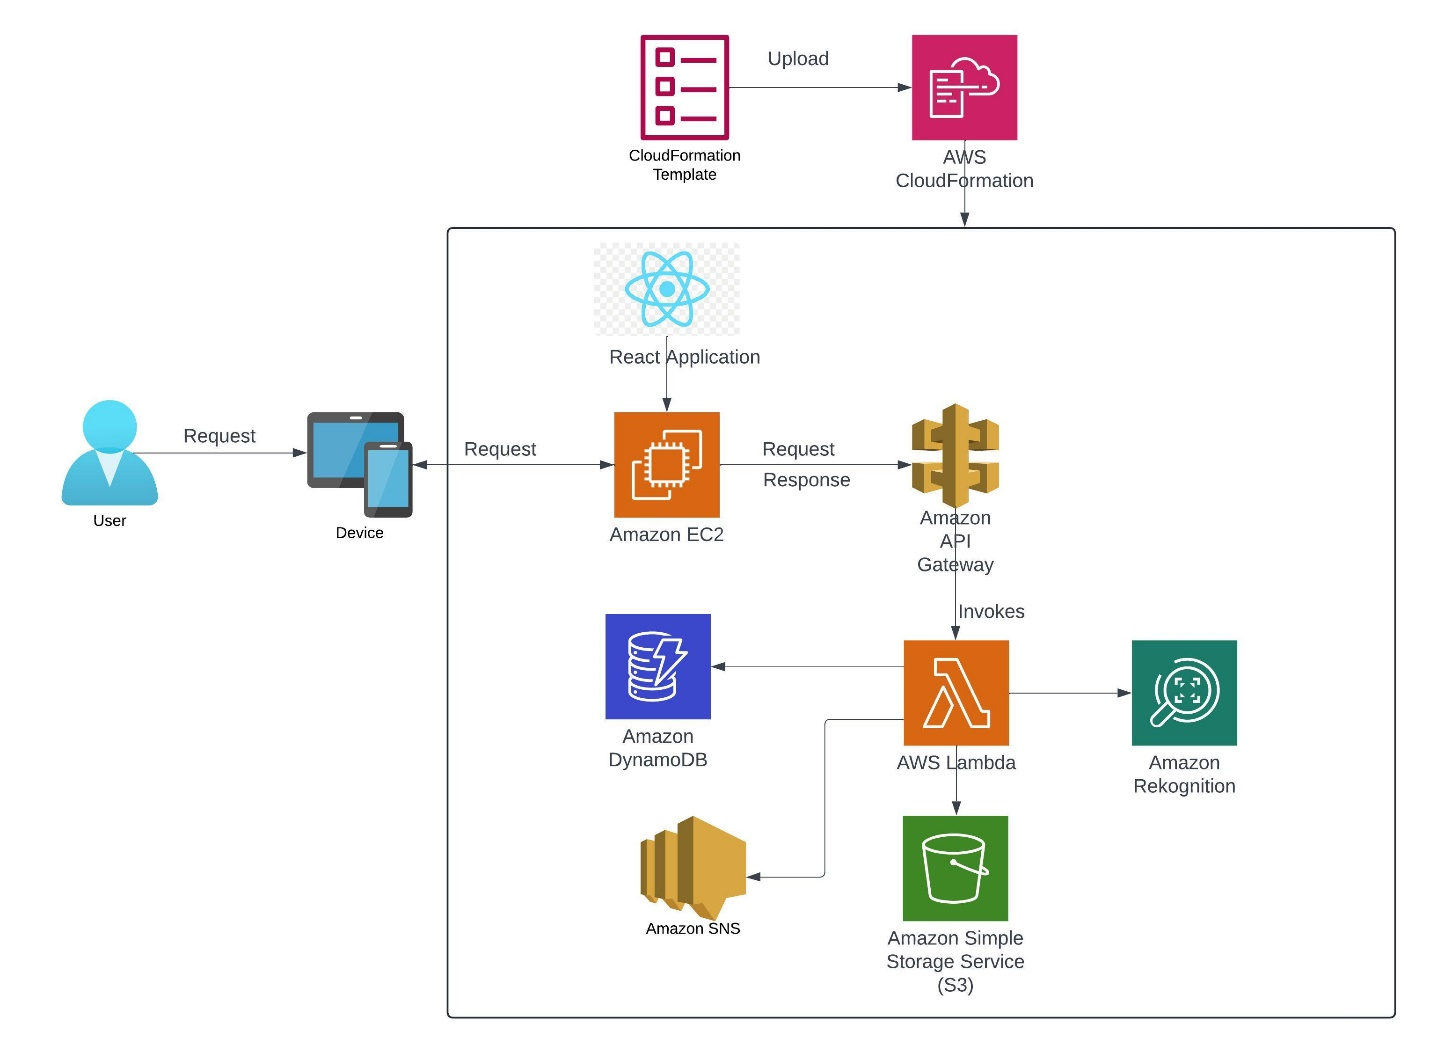 Upload
CloudFormation
Template
AWS
CloudFormation
React Application
Request
User
Device
Request
Amazon EC2
Request
Response
Amazon
API
Gateway
Invokes
Amazon
DynamoDB
AWS Lambda
Amazon
Rekognition
Amazon SNS
Amazon Simple
Storage Service
(S3)